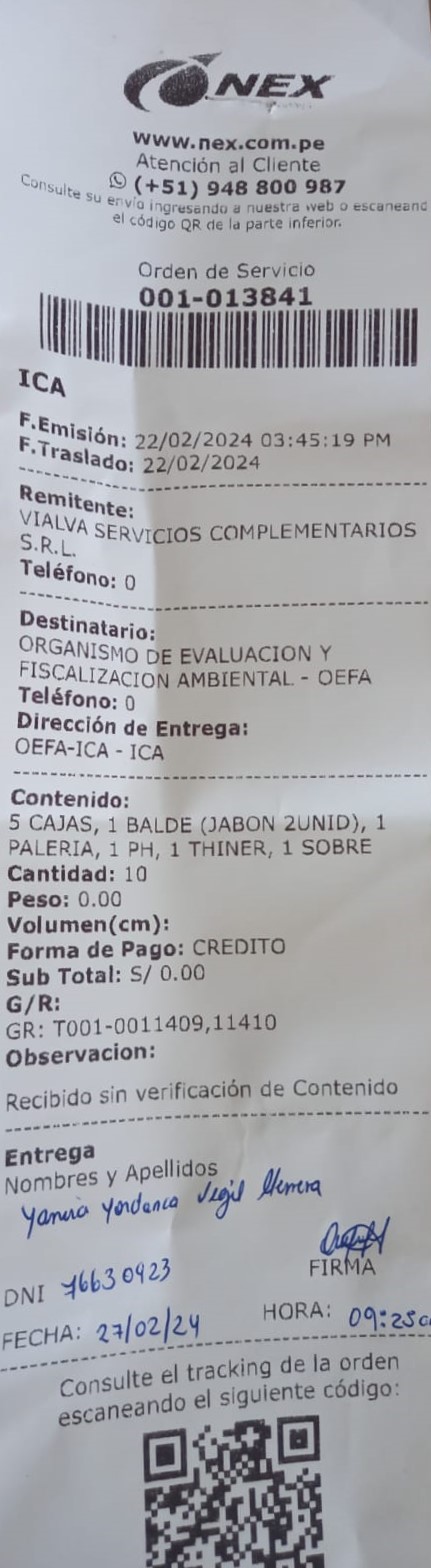 NEX
www.nex.com.pe
Atención al Cliente
(+51) 948 800 987
Consulte su envío ingresando a nuestra web o escaneand
el código QR de la parte inferior.
Orden de Servicio
001-013841
ICA
F.Emisión: 22/02/2024 03:45:19 PM
F.Traslado: 22/02/2024
Remitente:
VIALVA SERVICIOS COMPLEMENTARIOS
S.R.L.
Teléfono: 0
Destinatario:
ORGANISMO DE EVALUACION Y
FISCALIZACION AMBIENTAL - OEFA
Teléfono: 0
Dirección de Entrega:
OEFA-ICA - ICA
Contenido:
5 CAJAS, 1 BALDE (JABON 2UNID), 1
PALERIA, 1 PH, 1 THINER, 1 SOBRE
Cantidad: 10
Peso: 0.00
Volumen(cm):
Forma de Pago: CREDITO
Sub Total: S/ 0.00
G/R:
GR: T001-0011409,11410
Observacion:
Recibido sin verificación de Contenido
Entrega
Nombres y Apellidos
Yordanca Vegil Herrera
FIRMA
DNI 76630923
FECHA: 27/02/24 HORA: 09:25
Consulte el tracking de la orden
escaneando el siguiente código: